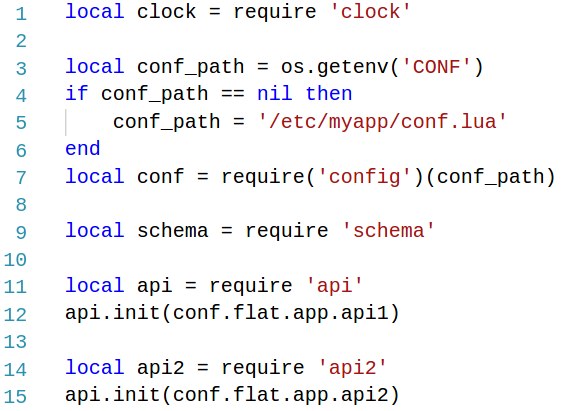 1 local clock = require 'clock'
2
3 local conf_path = os.getenv('CONF')
4 if conf_path == nil then
5     conf_path = '/etc/myapp/conf.lua'
6 end
7 local conf = require('config')(conf_path)
8
9 local schema = require 'schema'
10
11 local api = require 'api'
12 api.init(conf.flat.app.api1)
13
14 local api2 = require 'api2'
15 api.init(conf.flat.app.api2)